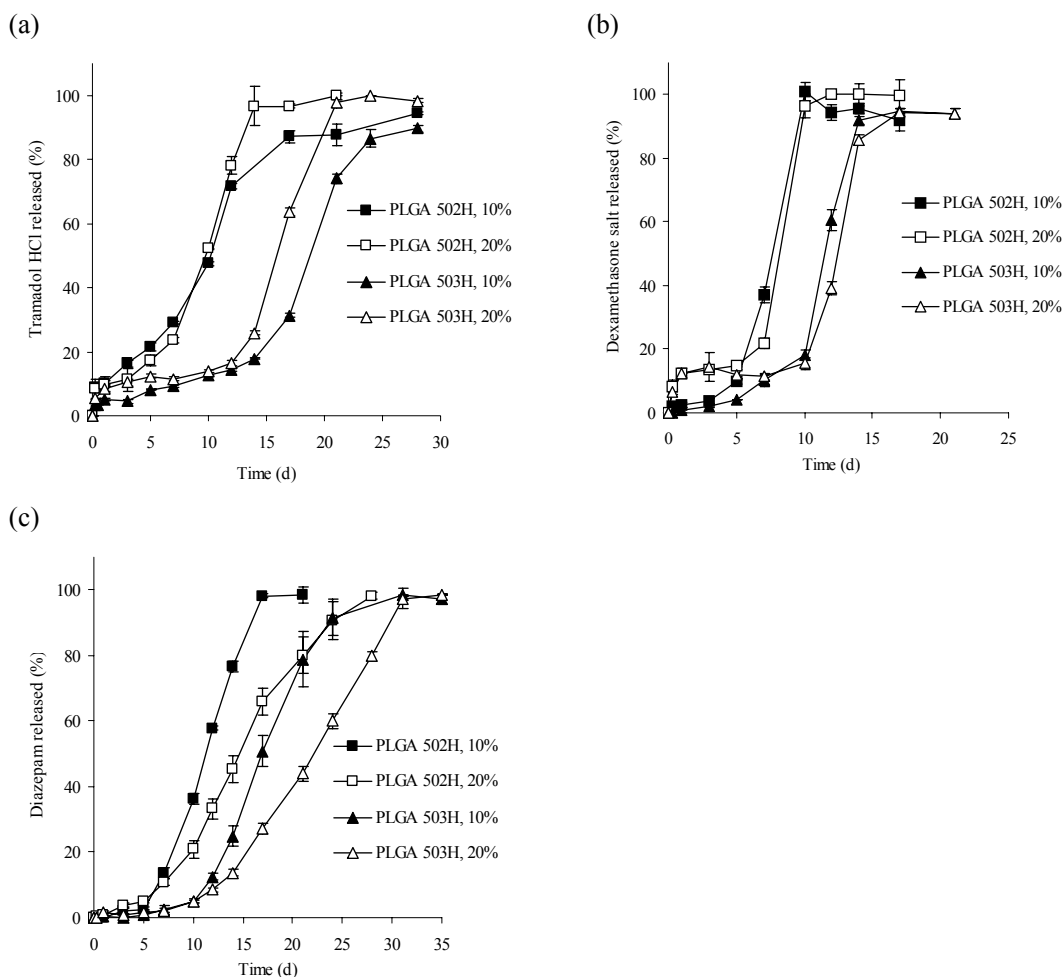 (a)
Tramadol HCl released (%)
100
80
60
40
20
0
0 5 10 15 20 25 30
Time (d)
PLGA 502H, 10%
PLGA 502H, 20%
PLGA 503H, 10%
PLGA 503H, 20%
(b)
Dexamethasone salt released (%)
100
80
60
40
20
0
0 5 10 15 20 25
Time (d)
PLGA 502H, 10%
PLGA 502H, 20%
PLGA 503H, 10%
PLGA 503H, 20%
(c)
Diazepam released (%)
100
80
60
40
20
0
0 5 10 15 20 25 30 35
Time (d)
PLGA 502H, 10%
PLGA 502H, 20%
PLGA 503H, 10%
PLGA 503H, 20%